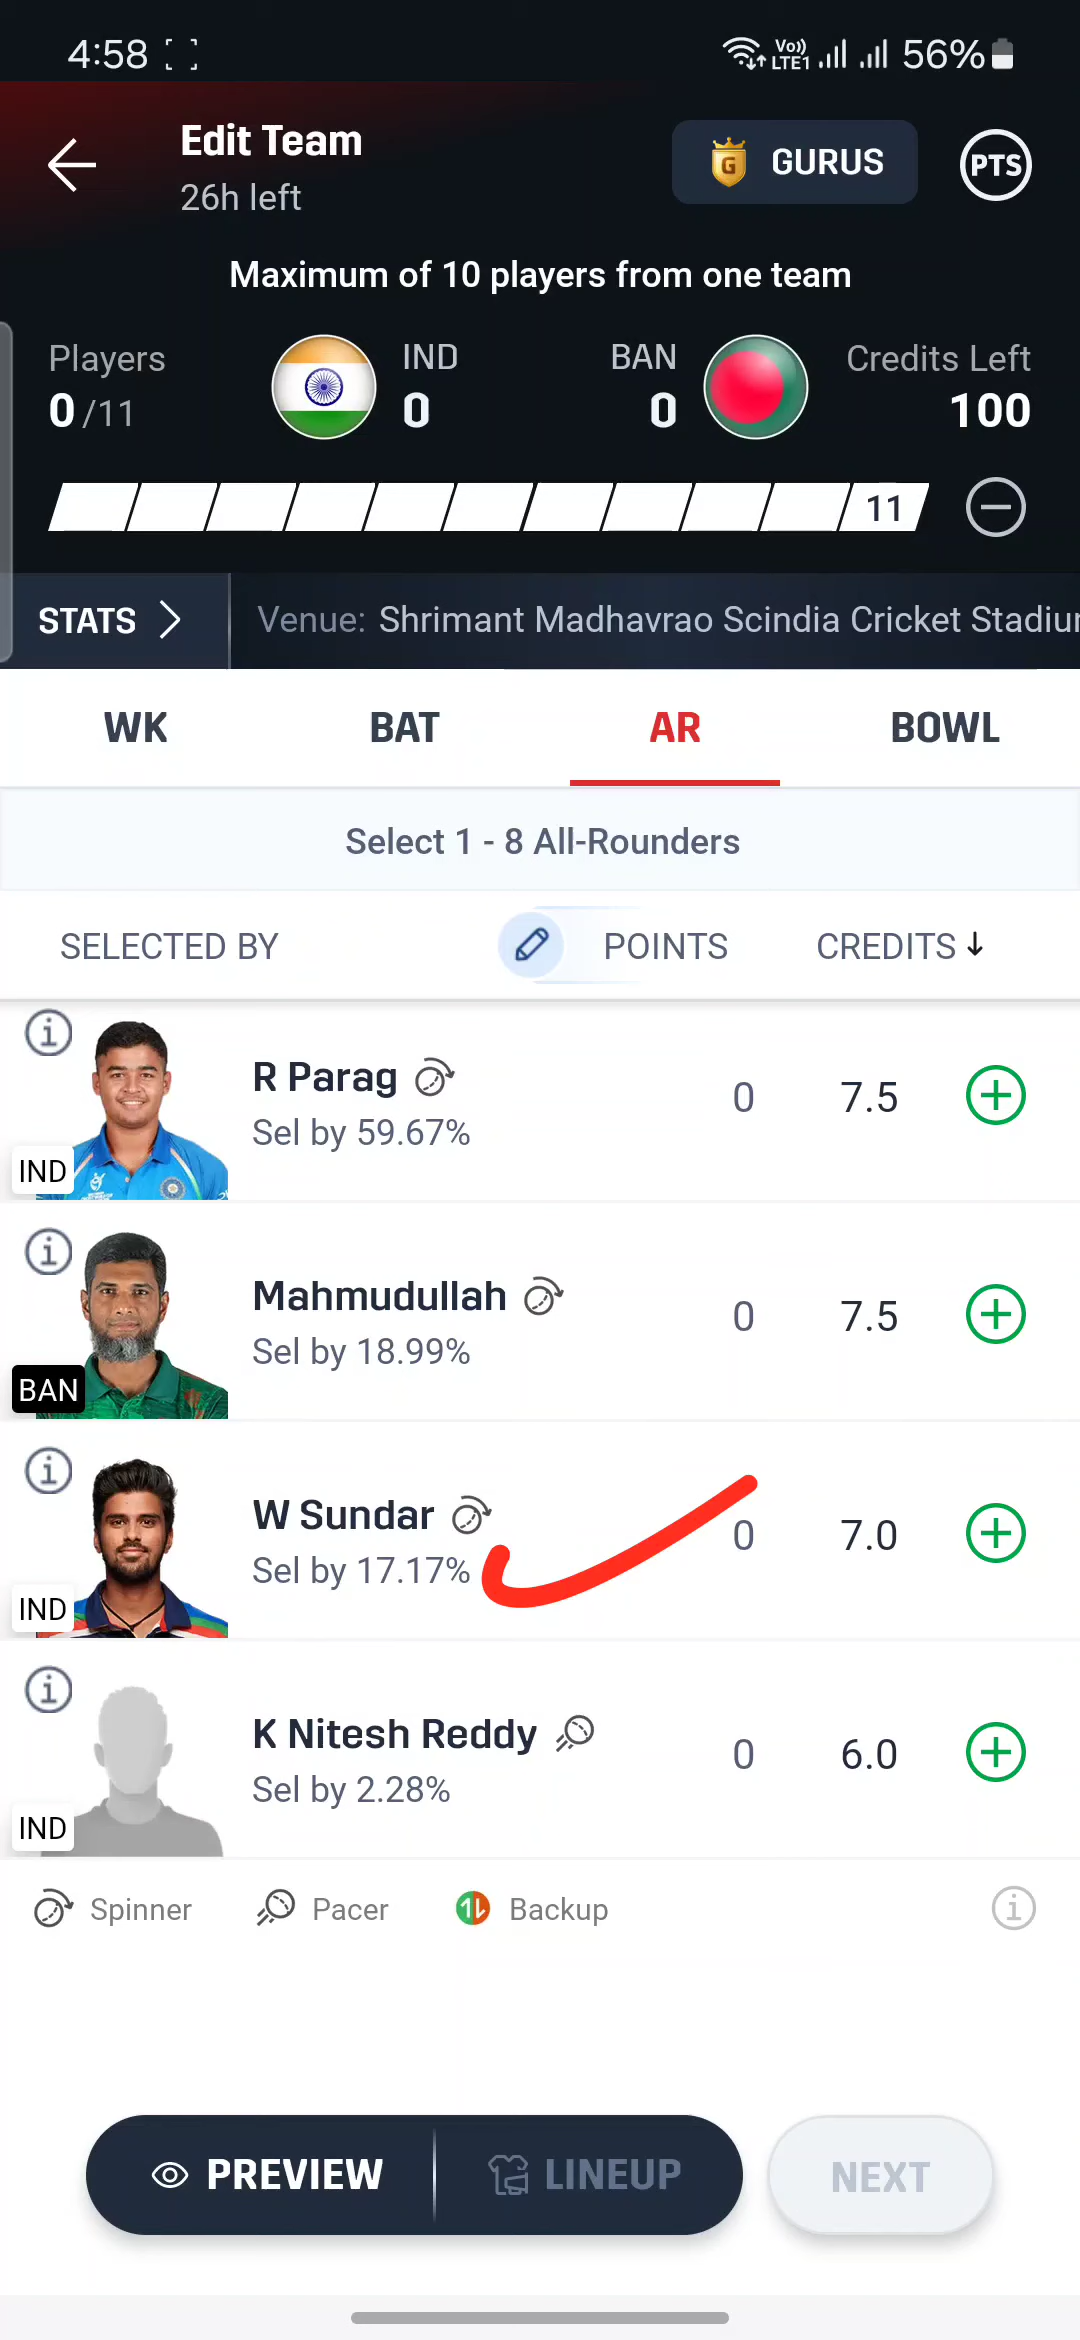 4:58 Vo)) LTE1 56%
Edit Team
26h left
G GURUS
PTS
Maximum of 10 players from one team
Players
0/11
IND
0
BAN
0
Credits Left
100
11
STATS
Venue: Shrimant Madhavrao Scindia Cricket Stadiu
WK BAT AR BOWL
Select 1 - 8 All-Rounders
SELECTED BY POINTS CREDITS ↓
R Parag
Sel by 59.67%
0 7.5
IND
Mahmudullah
Sel by 18.99%
0 7.5
BAN
W Sundar
Sel by 17.17%
0 7.0
IND
K Nitesh Reddy
Sel by 2.28%
0 6.0
IND
Spinner Pacer Backup
PREVIEW LINEUP NEXT